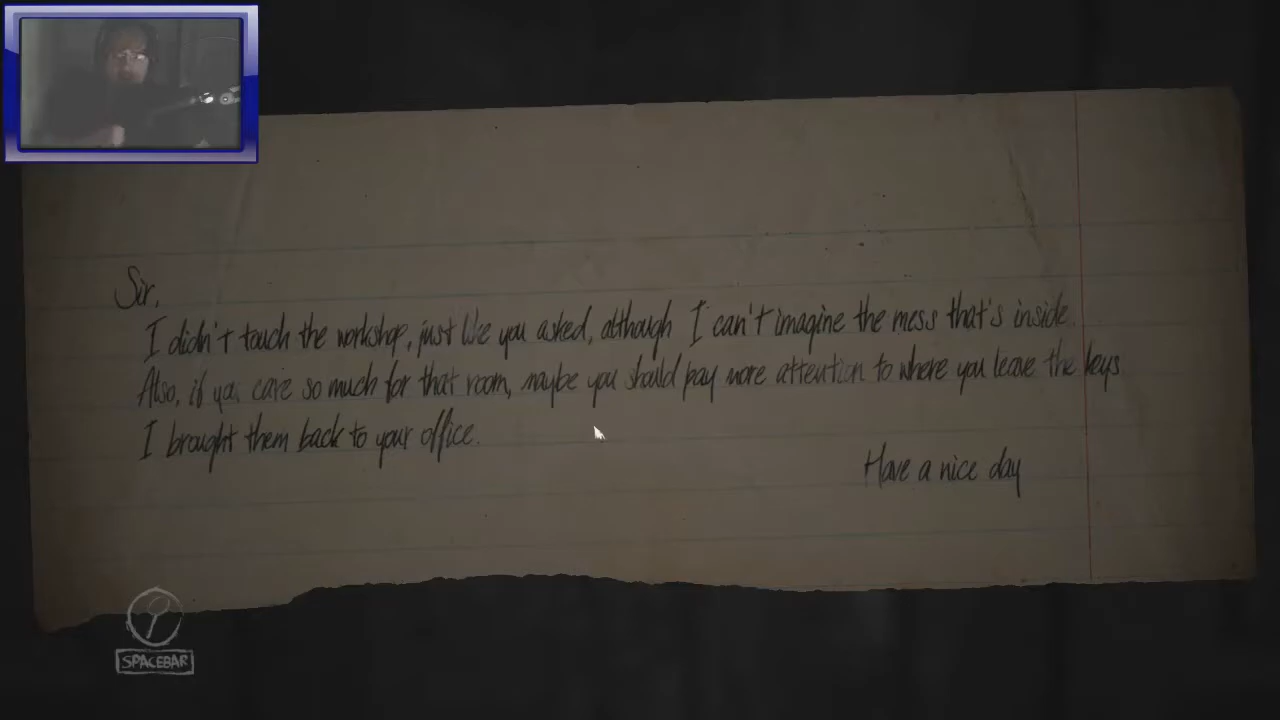 Sir,
I didn't touch the workshop, just like you asked, although I can't imagine the mess that's inside.
Also, if you care so much for that room, maybe you should pay more attention to where you leave the keys
I brought them back to your office.
Have a nice day
SPACEBAR